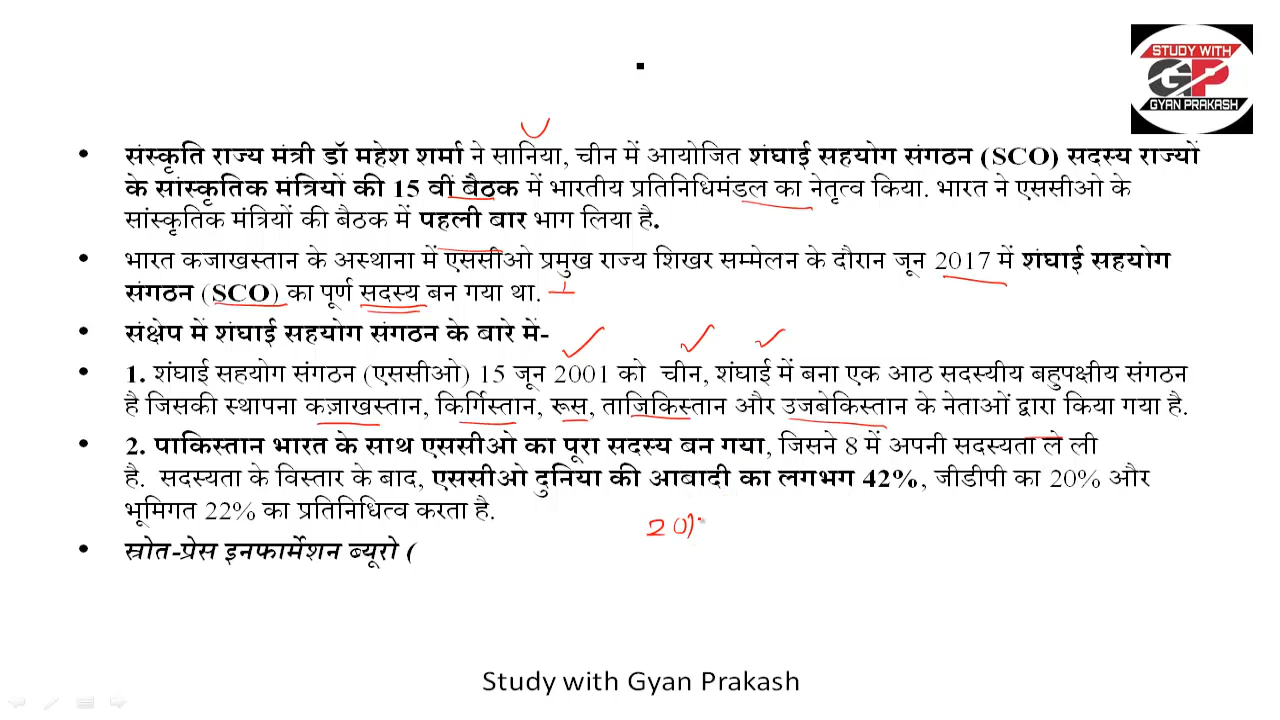 STUDY WITH
GP
GYAN PRAKASH
• संस्कृति राज्य मंत्री डॉ महेश शर्मा ने सानिया, चीन में आयोजित शंघाई सहयोग संगठन (SCO) सदस्य राज्यों
के सांस्कृतिक मंत्रियों की 15 वीं बैठक में भारतीय प्रतिनिधिमंडल का नेतृत्व किया. भारत ने एससीओ के
सांस्कृतिक मंत्रियों की बैठक में पहली बार भाग लिया है.
• भारत कजाखस्तान के अस्थाना में एससीओ प्रमुख राज्य शिखर सम्मेलन के दौरान जून 2017 में शंघाई सहयोग
संगठन (SCO) का पूर्ण सदस्य बन गया था.
• संक्षेप में शंघाई सहयोग संगठन के बारे में-
• 1. शंघाई सहयोग संगठन (एससीओ) 15 जून 2001 को चीन, शंघाई में बना एक आठ सदस्यीय बहुपक्षीय संगठन
है जिसकी स्थापना कज़ाखस्तान, किर्गिस्तान, रूस, ताजिकिस्तान और उजबेकिस्तान के नेताओं द्वारा किया गया है.
• 2. पाकिस्तान भारत के साथ एससीओ का पूरा सदस्य बन गया, जिसने 8 में अपनी सदस्यता ले ली
है. सदस्यता के विस्तार के बाद, एससीओ दुनिया की आबादी का लगभग 42%, जीडीपी का 20% और
भूमिगत 22% का प्रतिनिधित्व करता है.
20%
• स्रोत-प्रेस इनफार्मेशन ब्यूरो (
Study with Gyan Prakash